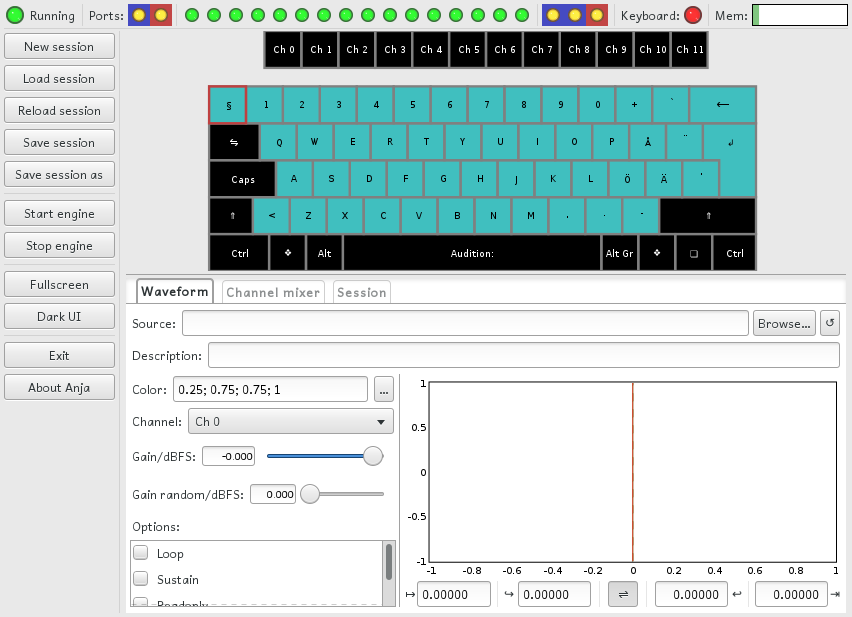 Running Ports: Keyboard: Mem:
New session
Load session
Reload session
Save session
Save session as
Start engine
Stop engine
Fullscreen
Dark UI
Exit
About Anja
Ch 0 Ch 1 Ch 2 Ch 3 Ch 4 Ch 5 Ch 6 Ch 7 Ch 8 Ch 9 Ch 10 Ch 11
§ 1 2 3 4 5 6 7 8 9 0 + ` ←
⇆ Q W E R T Y U I O P Å ¨ ↲
Caps A S D F G H J K L Ö Ä '
⇑ < Z X C V B N M , . - ⇑
Ctrl ❖ Alt Audition: Alt Gr ❖ ❏ Ctrl
Waveform Channel mixer Session
Source: Browse... ↺
Description:
Color: 0.25; 0.75; 0.75; 1 ...
Channel: Ch 0
Gain/dBFS: -0.000
Gain random/dBFS: 0.000
Options:
Loop
Sustain
Readonly
1
0.5
0
-0.5
-1
-1 -0.8 -0.6 -0.4 -0.2 0 0.2 0.4 0.6 0.8 1
↦ 0.00000 ↪ 0.00000 ⇌ 0.00000 ↩ 0.00000 ⇥